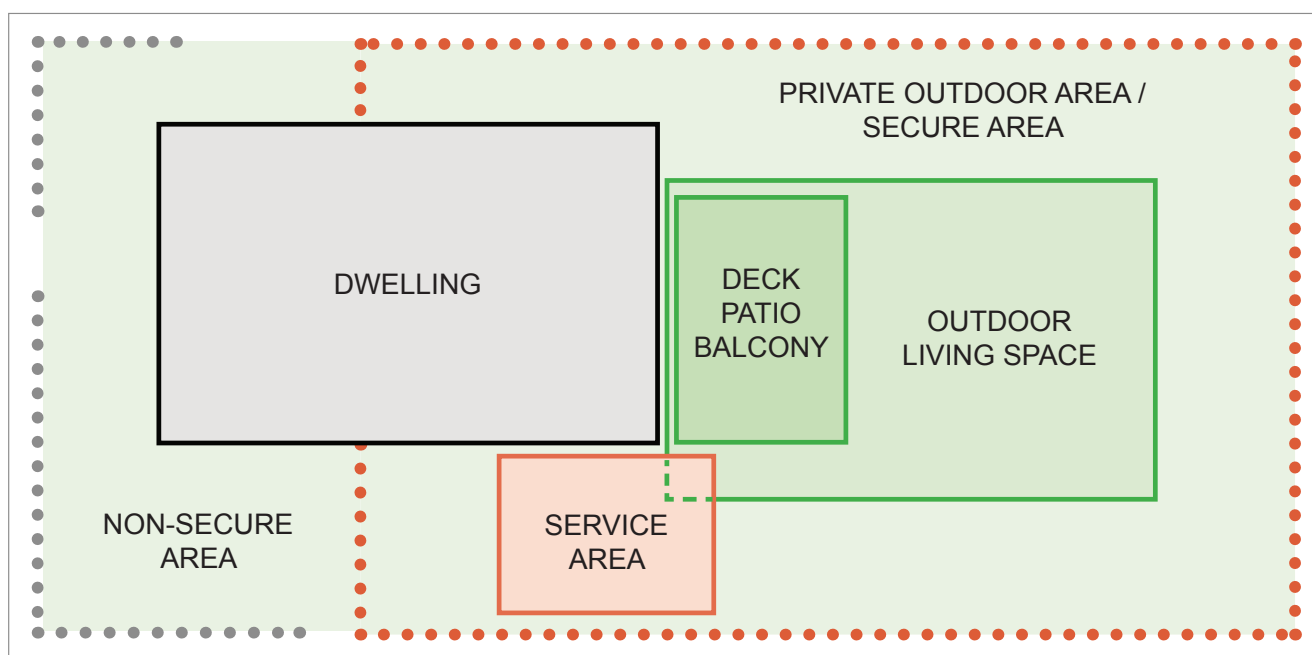 PRIVATE OUTDOOR AREA /
SECURE AREA
DWELLING
DECK
PATIO
BALCONY
OUTDOOR
LIVING SPACE
NON-SECURE
AREA
SERVICE
AREA